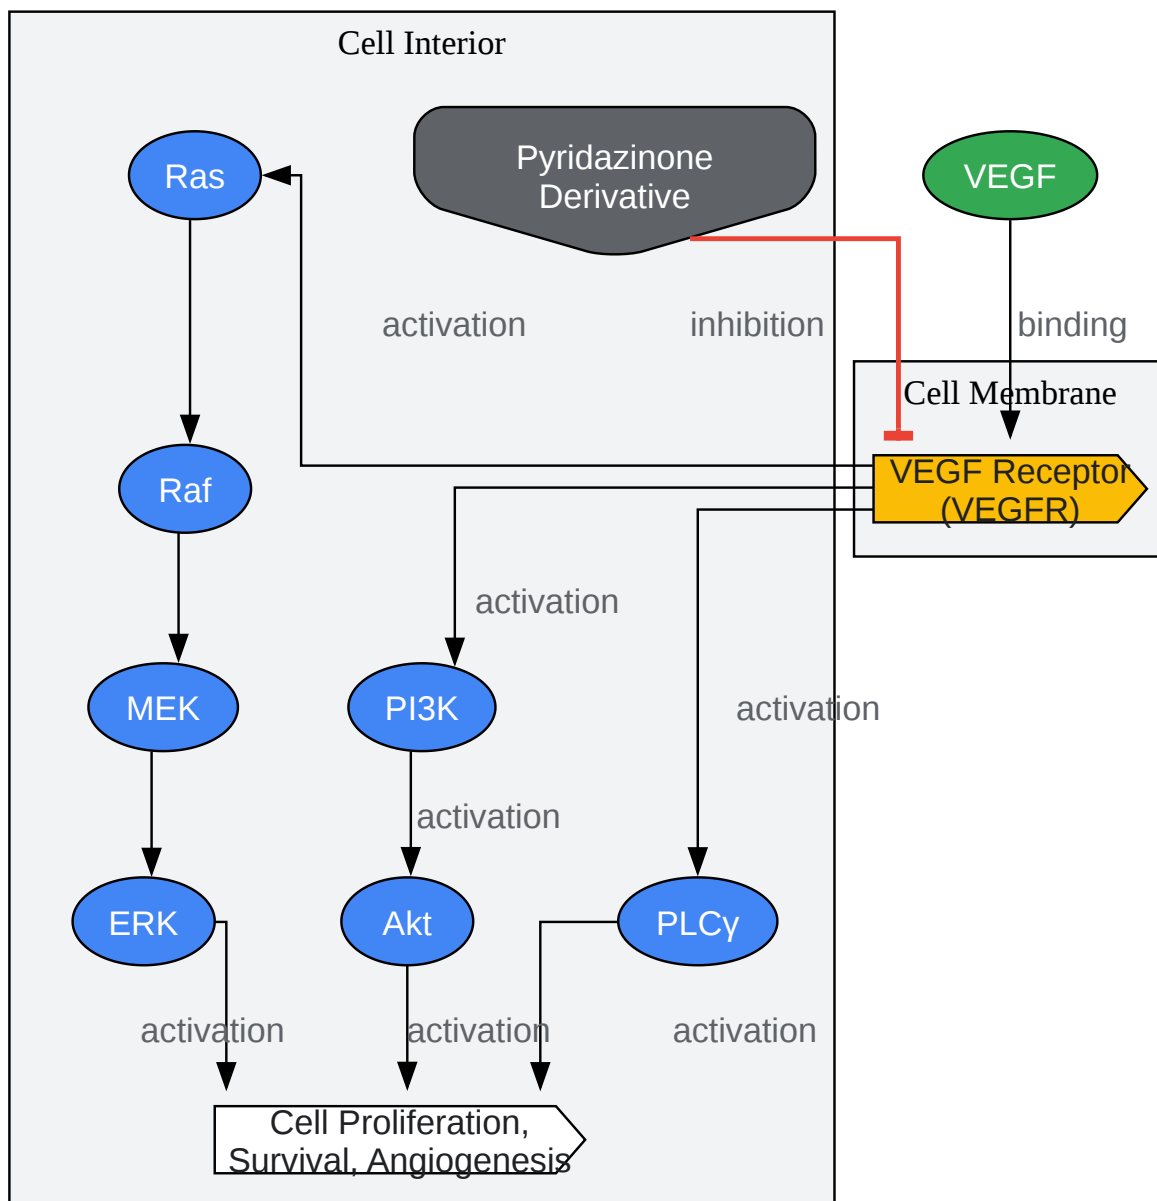 Cell Interior
Pyridazinone
Derivative
Ras
VEGF
activation
inhibition
binding
Cell Membrane
VEGF Receptor
(VEGFR)
Raf
activation
MEK
PI3K
activation
activation
ERK
Akt
PLCγ
activation
activation
activation
Cell Proliferation,
Survival, Angiogenesis